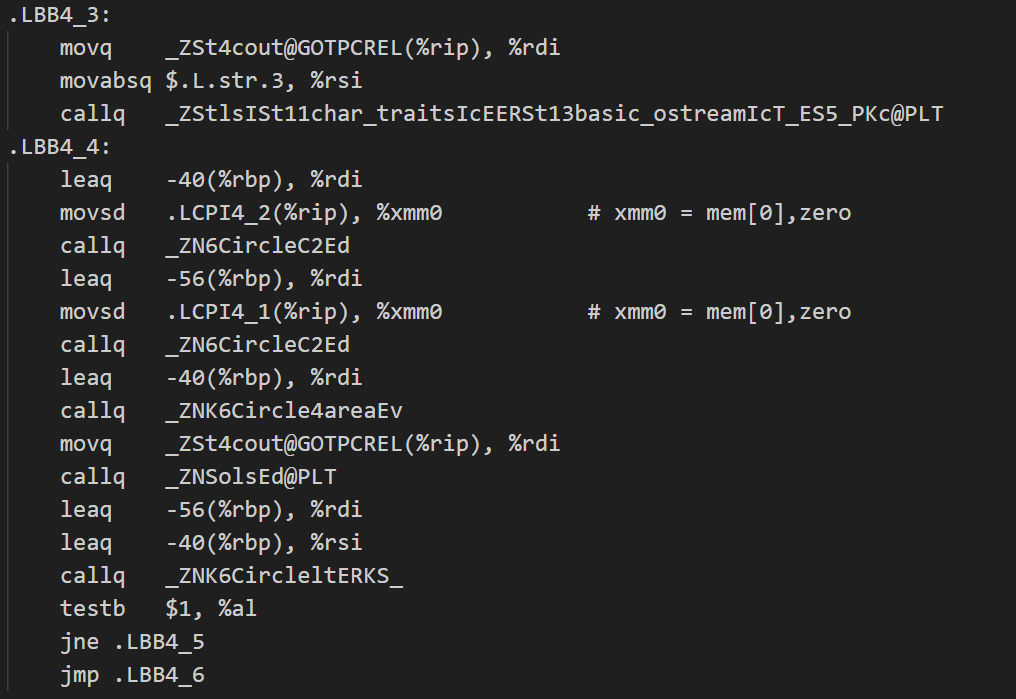 .LBB4_3:
    movq    _ZSt4cout@GOTPCREL(%rip), %rdi
    movabsq $.L.str.3, %rsi
    callq   _ZStlsISt11char_traitsIcEERSt13basic_ostreamIcT_ES5_PKc@PLT
.LBB4_4:
    leaq    -40(%rbp), %rdi
    movsd   .LCPI4_2(%rip), %xmm0           # xmm0 = mem[0],zero
    callq   _ZN6CircleC2Ed
    leaq    -56(%rbp), %rdi
    movsd   .LCPI4_1(%rip), %xmm0           # xmm0 = mem[0],zero
    callq   _ZN6CircleC2Ed
    leaq    -40(%rbp), %rdi
    callq   _ZNK6Circle4areaEv
    movq    _ZSt4cout@GOTPCREL(%rip), %rdi
    callq   _ZNSolsEd@PLT
    leaq    -56(%rbp), %rdi
    leaq    -40(%rbp), %rsi
    callq   _ZNK6CircleltERKS_
    testb   $1, %al
    jne .LBB4_5
    jmp .LBB4_6